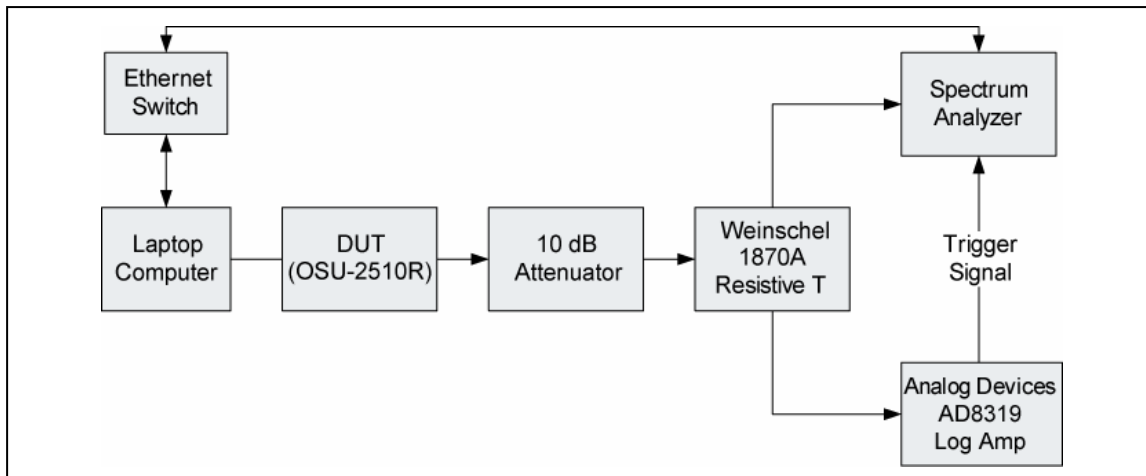 Ethernet
Switch
Spectrum
Analyzer
Laptop
Computer
DUT
(OSU-2510R)
10 dB
Attenuator
Weinschel
1870A
Resistive T
Trigger
Signal
Analog Devices
AD8319
Log Amp